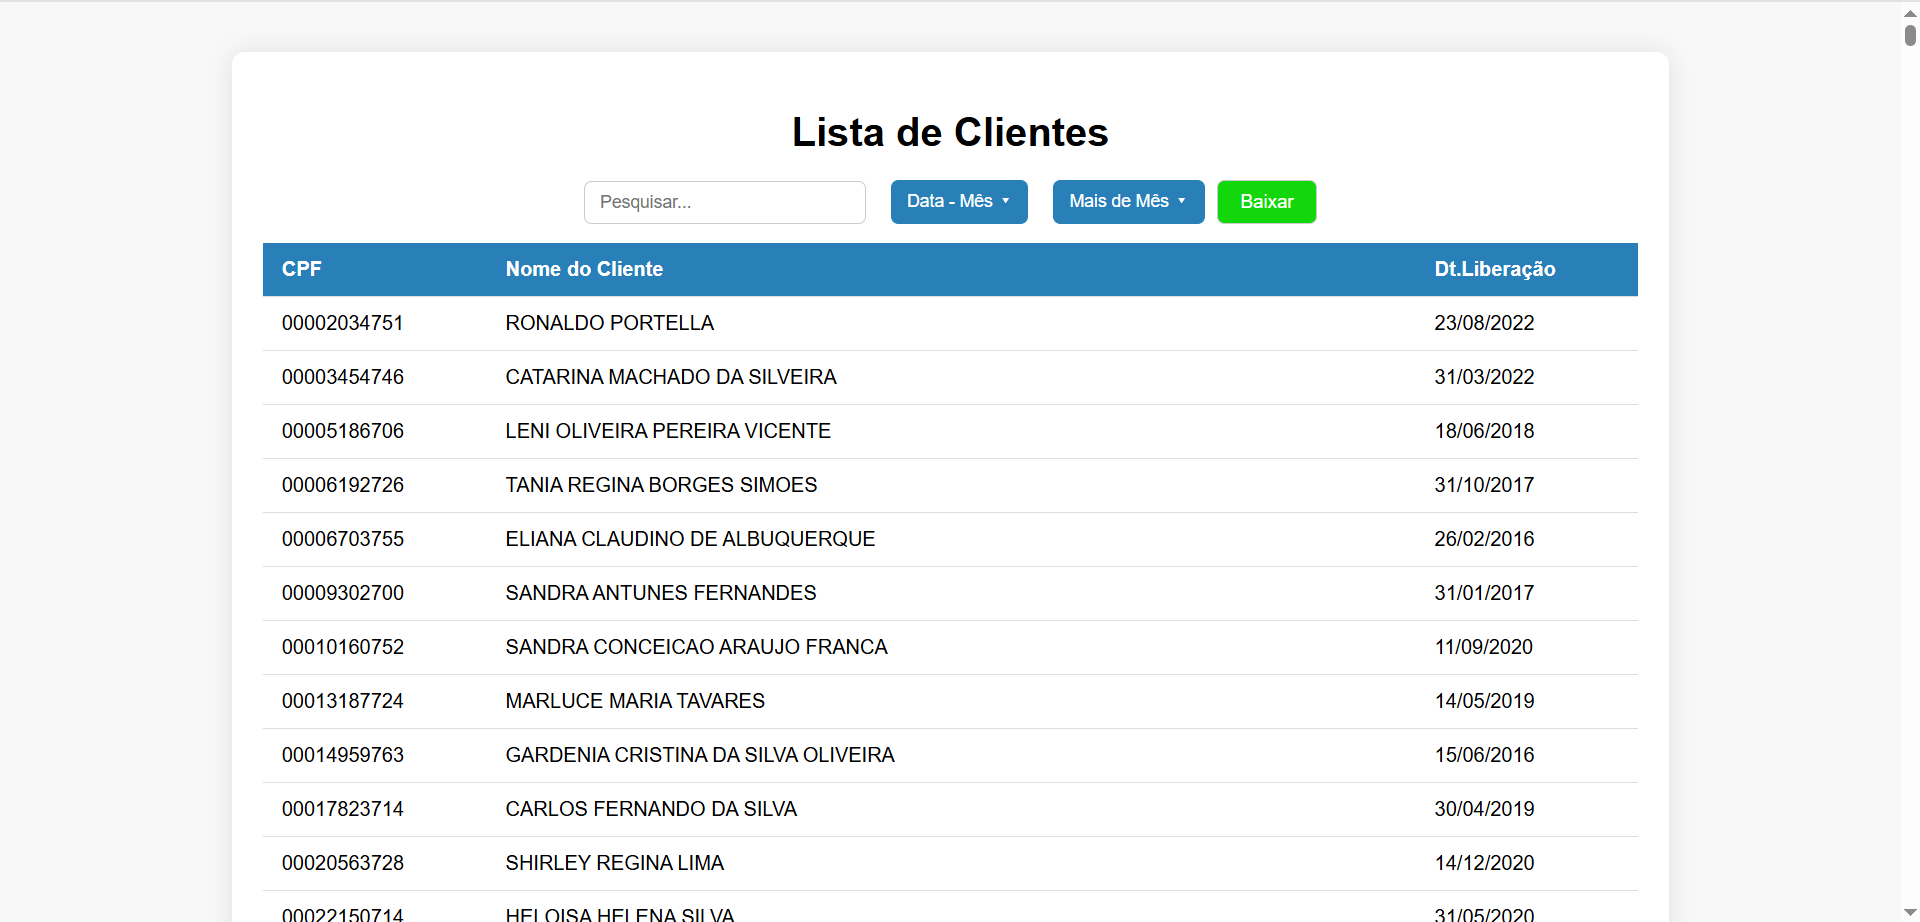 Lista de Clientes
Pesquisar... Data - Mês Mais de Mês Baixar
CPF Nome do Cliente Dt.Liberação
00002034751 RONALDO PORTELLA 23/08/2022
00003454746 CATARINA MACHADO DA SILVEIRA 31/03/2022
00005186706 LENI OLIVEIRA PEREIRA VICENTE 18/06/2018
00006192726 TANIA REGINA BORGES SIMOES 31/10/2017
00006703755 ELIANA CLAUDINO DE ALBUQUERQUE 26/02/2016
00009302700 SANDRA ANTUNES FERNANDES 31/01/2017
00010160752 SANDRA CONCEICAO ARAUJO FRANCA 11/09/2020
00013187724 MARLUCE MARIA TAVARES 14/05/2019
00014959763 GARDENIA CRISTINA DA SILVA OLIVEIRA 15/06/2016
00017823714 CARLOS FERNANDO DA SILVA 30/04/2019
00020563728 SHIRLEY REGINA LIMA 14/12/2020
00022150714 HELOISA HELENA SILVA 31/05/2020